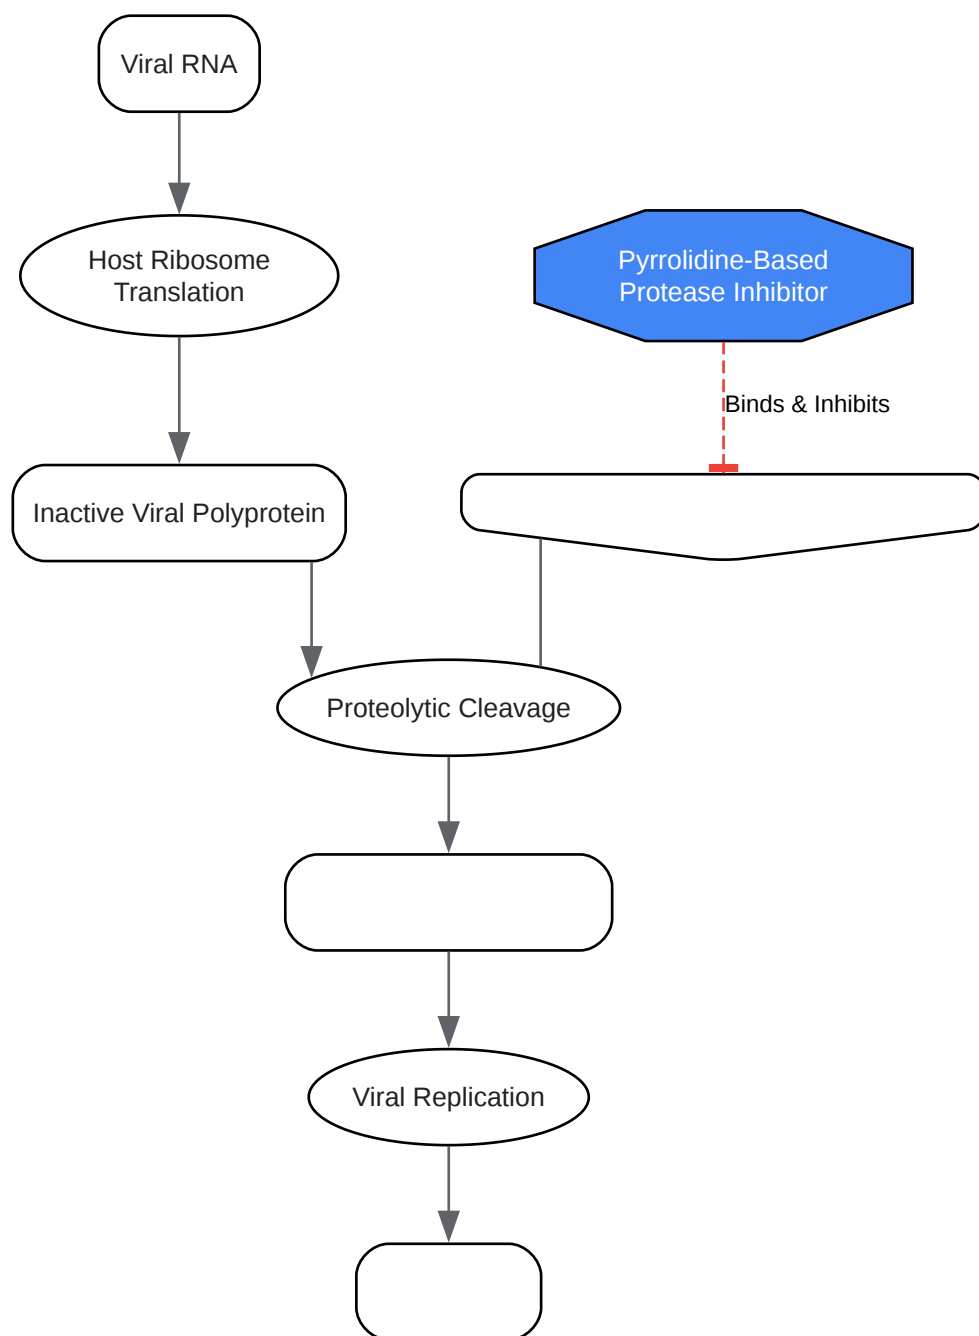 Viral RNA
Host Ribosome
Translation
Pyrrolidine-Based
Protease Inhibitor
Binds & Inhibits
Inactive Viral Polyprotein
Proteolytic Cleavage
Viral Replication